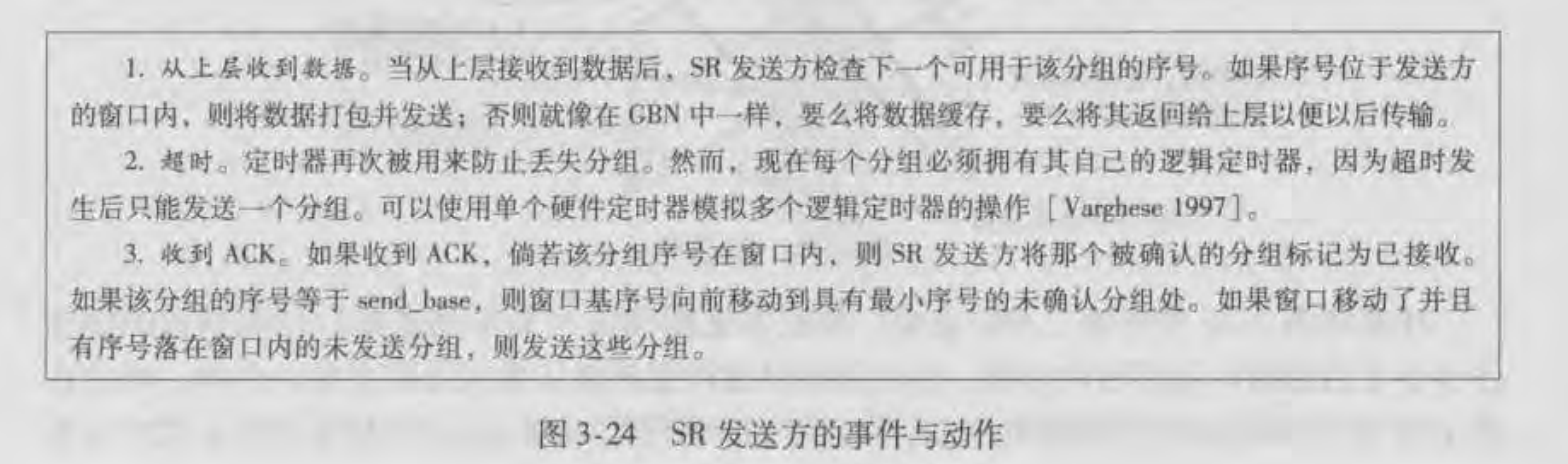 1. 从上层收到数据。当从上层接收到数据后，SR 发送方检查下一个可用于该分组的序号。如果序号位于发送方
的窗口内，则将数据打包并发送；否则就像在 GBN 中一样，要么将数据缓存，要么将其返回给上层以便以后传输。
2. 超时。定时器再次被用来防止丢失分组。然而，现在每个分组必须拥有其自己的逻辑定时器，因为超时发
生后只能发送一个分组。可以使用单个硬件定时器模拟多个逻辑定时器的操作［Varghese 1997］。
3. 收到 ACK。如果收到 ACK，倘若该分组序号在窗口内，则 SR 发送方将那个被确认的分组标记为已接收。
如果该分组的序号等于 send_base，则窗口基序号向前移动到具有最小序号的未确认分组处。如果窗口移动了并且
有序号落在窗口内的未发送分组，则发送这些分组。
图 3-24 SR 发送方的事件与动作